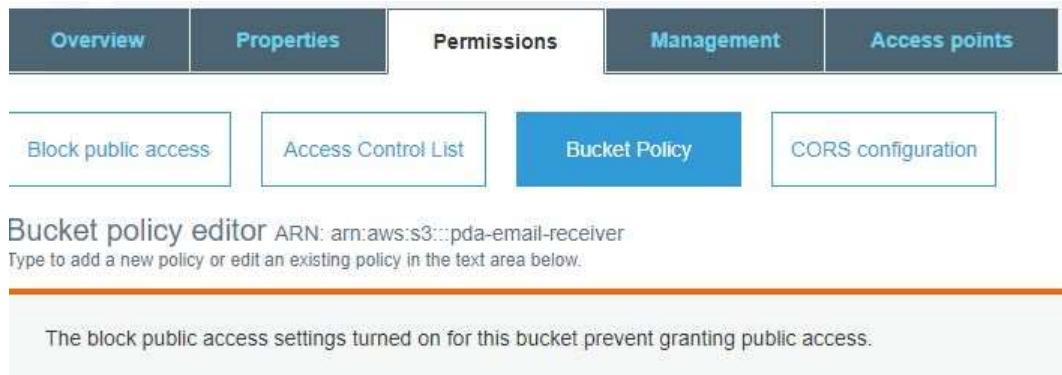 Overview Properties Permissions Management Access points
Block public access Access Control List Bucket Policy CORS configuration
Bucket policy editor ARN: arn:aws:s3:::pda-email-receiver
Type to add a new policy or edit an existing policy in the text area below.
The block public access settings turned on for this bucket prevent granting public access.